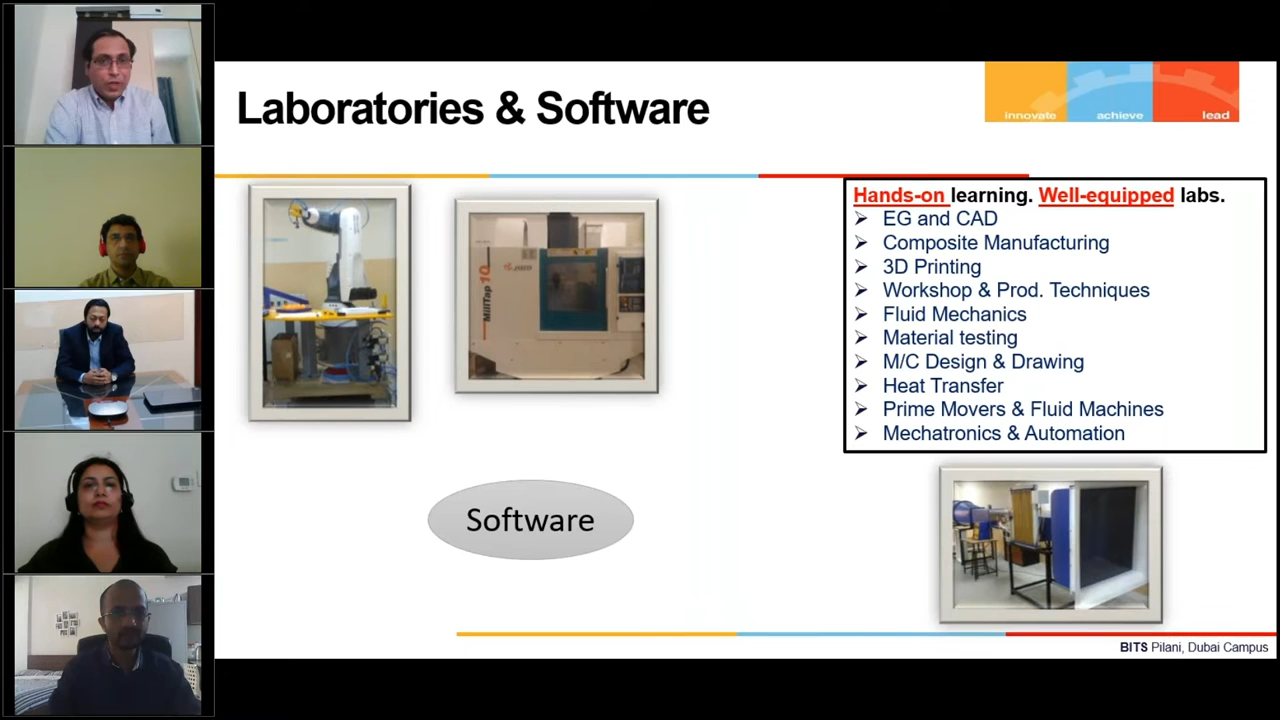 Laboratories & Software
innovate achieve lead
Hands-on learning. Well-equipped labs.
➢ EG and CAD
➢ Composite Manufacturing
➢ 3D Printing
➢ Workshop & Prod. Techniques
➢ Fluid Mechanics
➢ Material testing
➢ M/C Design & Drawing
➢ Heat Transfer
➢ Prime Movers & Fluid Machines
➢ Mechatronics & Automation
MillTap 10
Software
BITS Pilani, Dubai Campus